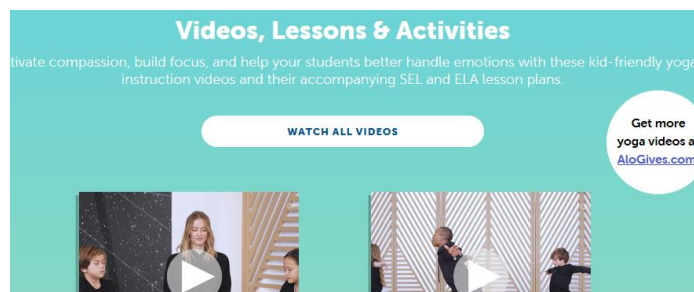 Videos, Lessons & Activities
tivate compassion, build focus, and help your students better handle emotions with these kid-friendly yoga
instruction videos and their accompanying SEL and ELA lesson plans.
WATCH ALL VIDEOS
Get more
yoga videos a
AloGives.com